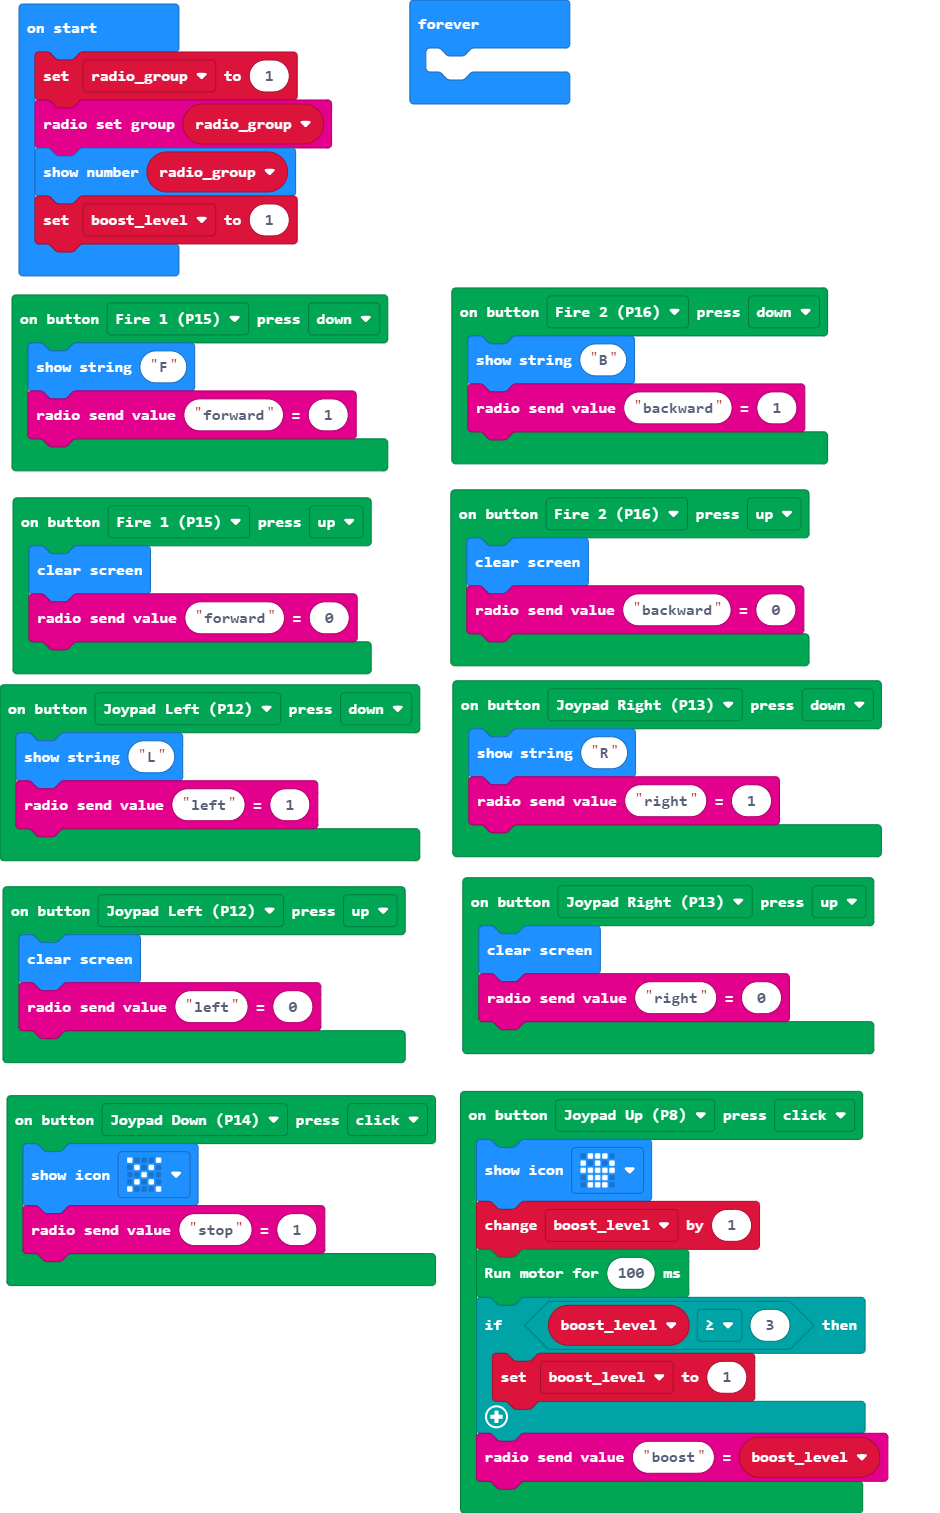 on start
set radio_group to 1
radio set group radio_group
show number radio_group
set boost_level to 1
forever
on button Fire 1 (P15) press down
show string "F"
radio send value "forward" = 1
on button Fire 2 (P16) press down
show string "B"
radio send value "backward" = 1
on button Fire 1 (P15) press up
clear screen
radio send value "forward" = 0
on button Fire 2 (P16) press up
clear screen
radio send value "backward" = 0
on button Joypad Left (P12) press down
show string "L"
radio send value "left" = 1
on button Joypad Right (P13) press down
show string "R"
radio send value "right" = 1
on button Joypad Left (P12) press up
clear screen
radio send value "left" = 0
on button Joypad Right (P13) press up
clear screen
radio send value "right" = 0
on button Joypad Down (P14) press click
show icon
radio send value "stop" = 1
on button Joypad Up (P8) press click
show icon
change boost_level by 1
Run motor for 100 ms
if boost_level ≥ 3 then
set boost_level to 1
radio send value "boost" = boost_level